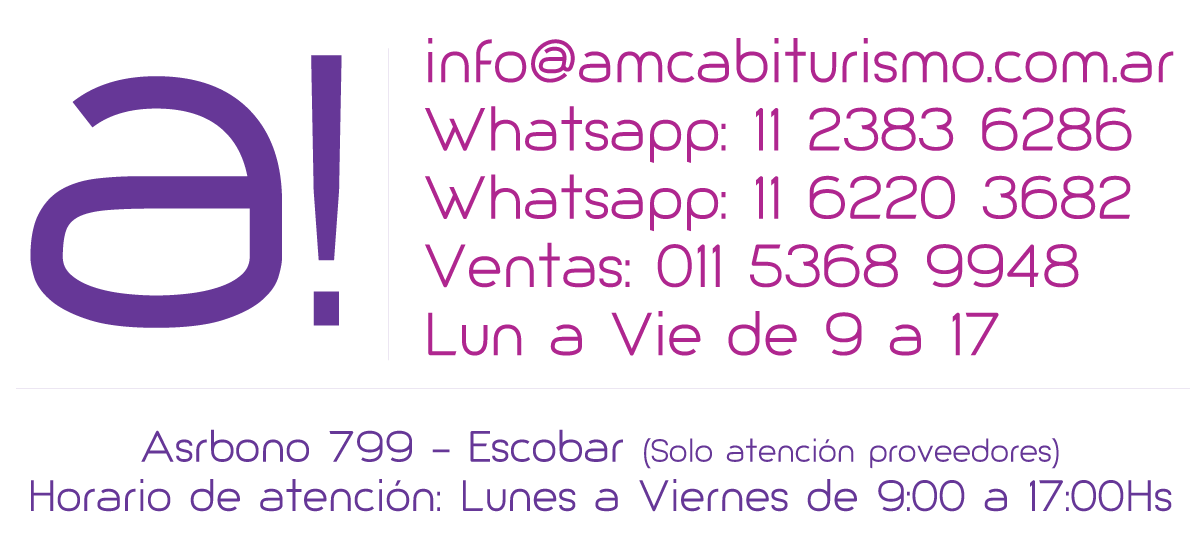 a!
info@amcabiturismo.com.ar
Whatsapp: 11 2383 6286
Whatsapp: 11 6220 3682
Ventas: 011 5368 9948
Lun a Vie de 9 a 17
Asrbono 799 - Escobar (Solo atención proveedores)
Horario de atención: Lunes a Viernes de 9:00 a 17:00Hs